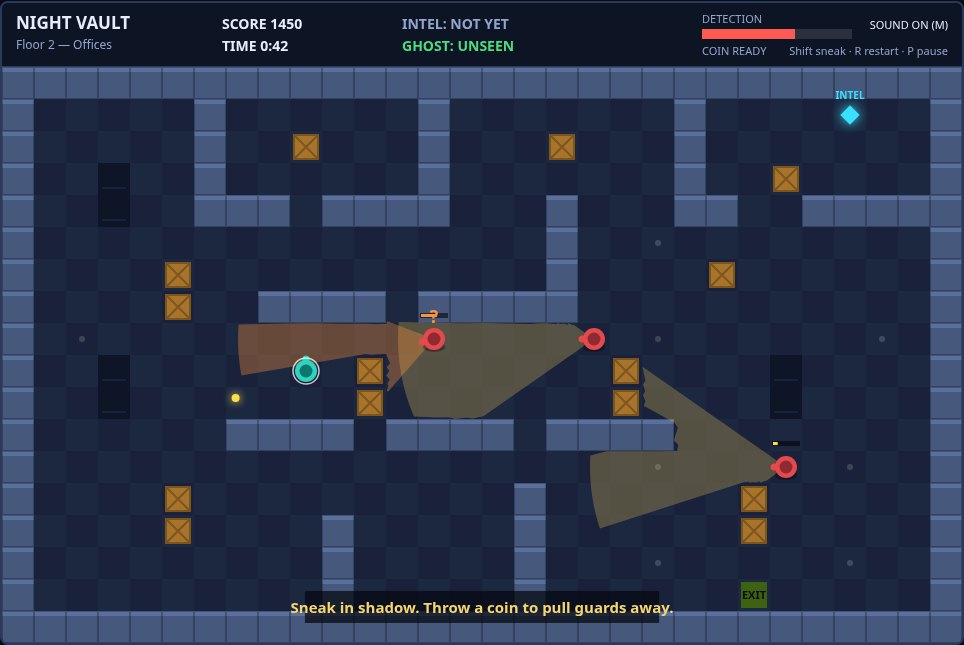 NIGHT VAULT
Floor 2 — Offices
SCORE 1450
TIME 0:42
INTEL: NOT YET
GHOST: UNSEEN
DETECTION
SOUND ON (M)
COIN READY
Shift sneak · R restart · P pause
INTEL
?
EXIT
Sneak in shadow. Throw a coin to pull guards away.